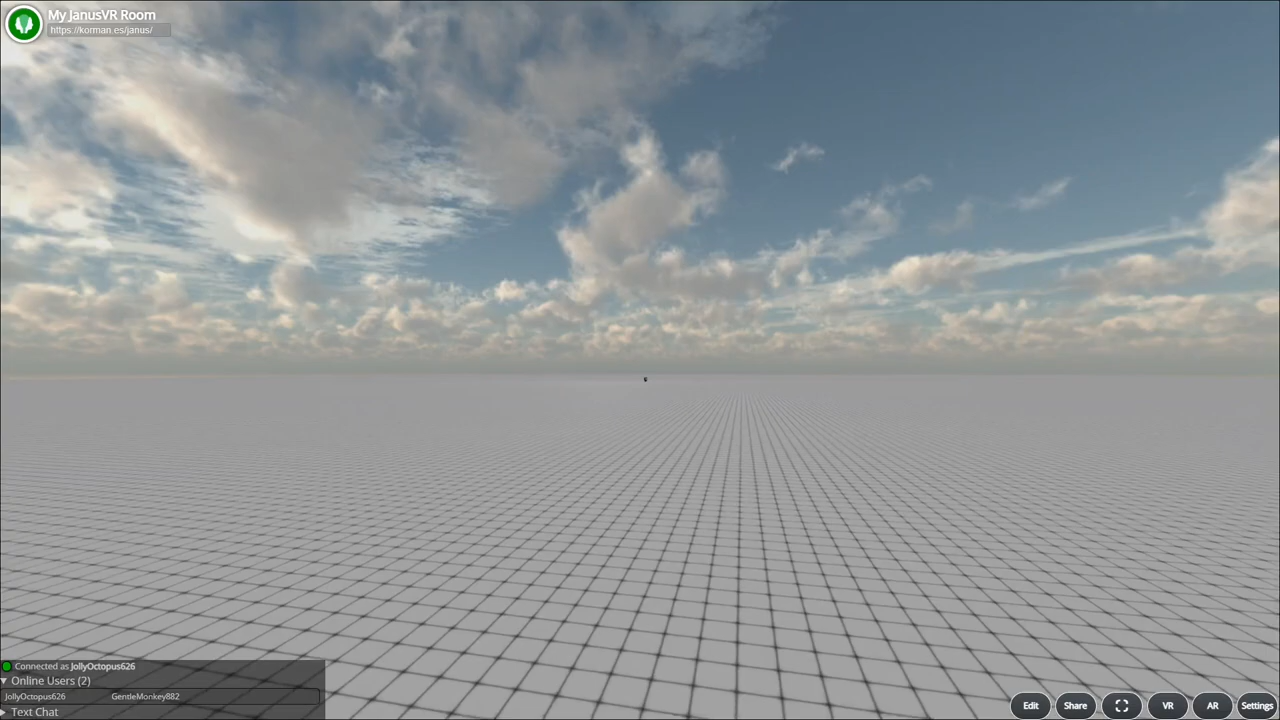 My JanusVR Room
https://korman.es/janus/
Connected as JollyOctopus626
Online Users (2)
JollyOctopus626 GentleMonkey882
Text Chat
Edit Share VR AR Settings